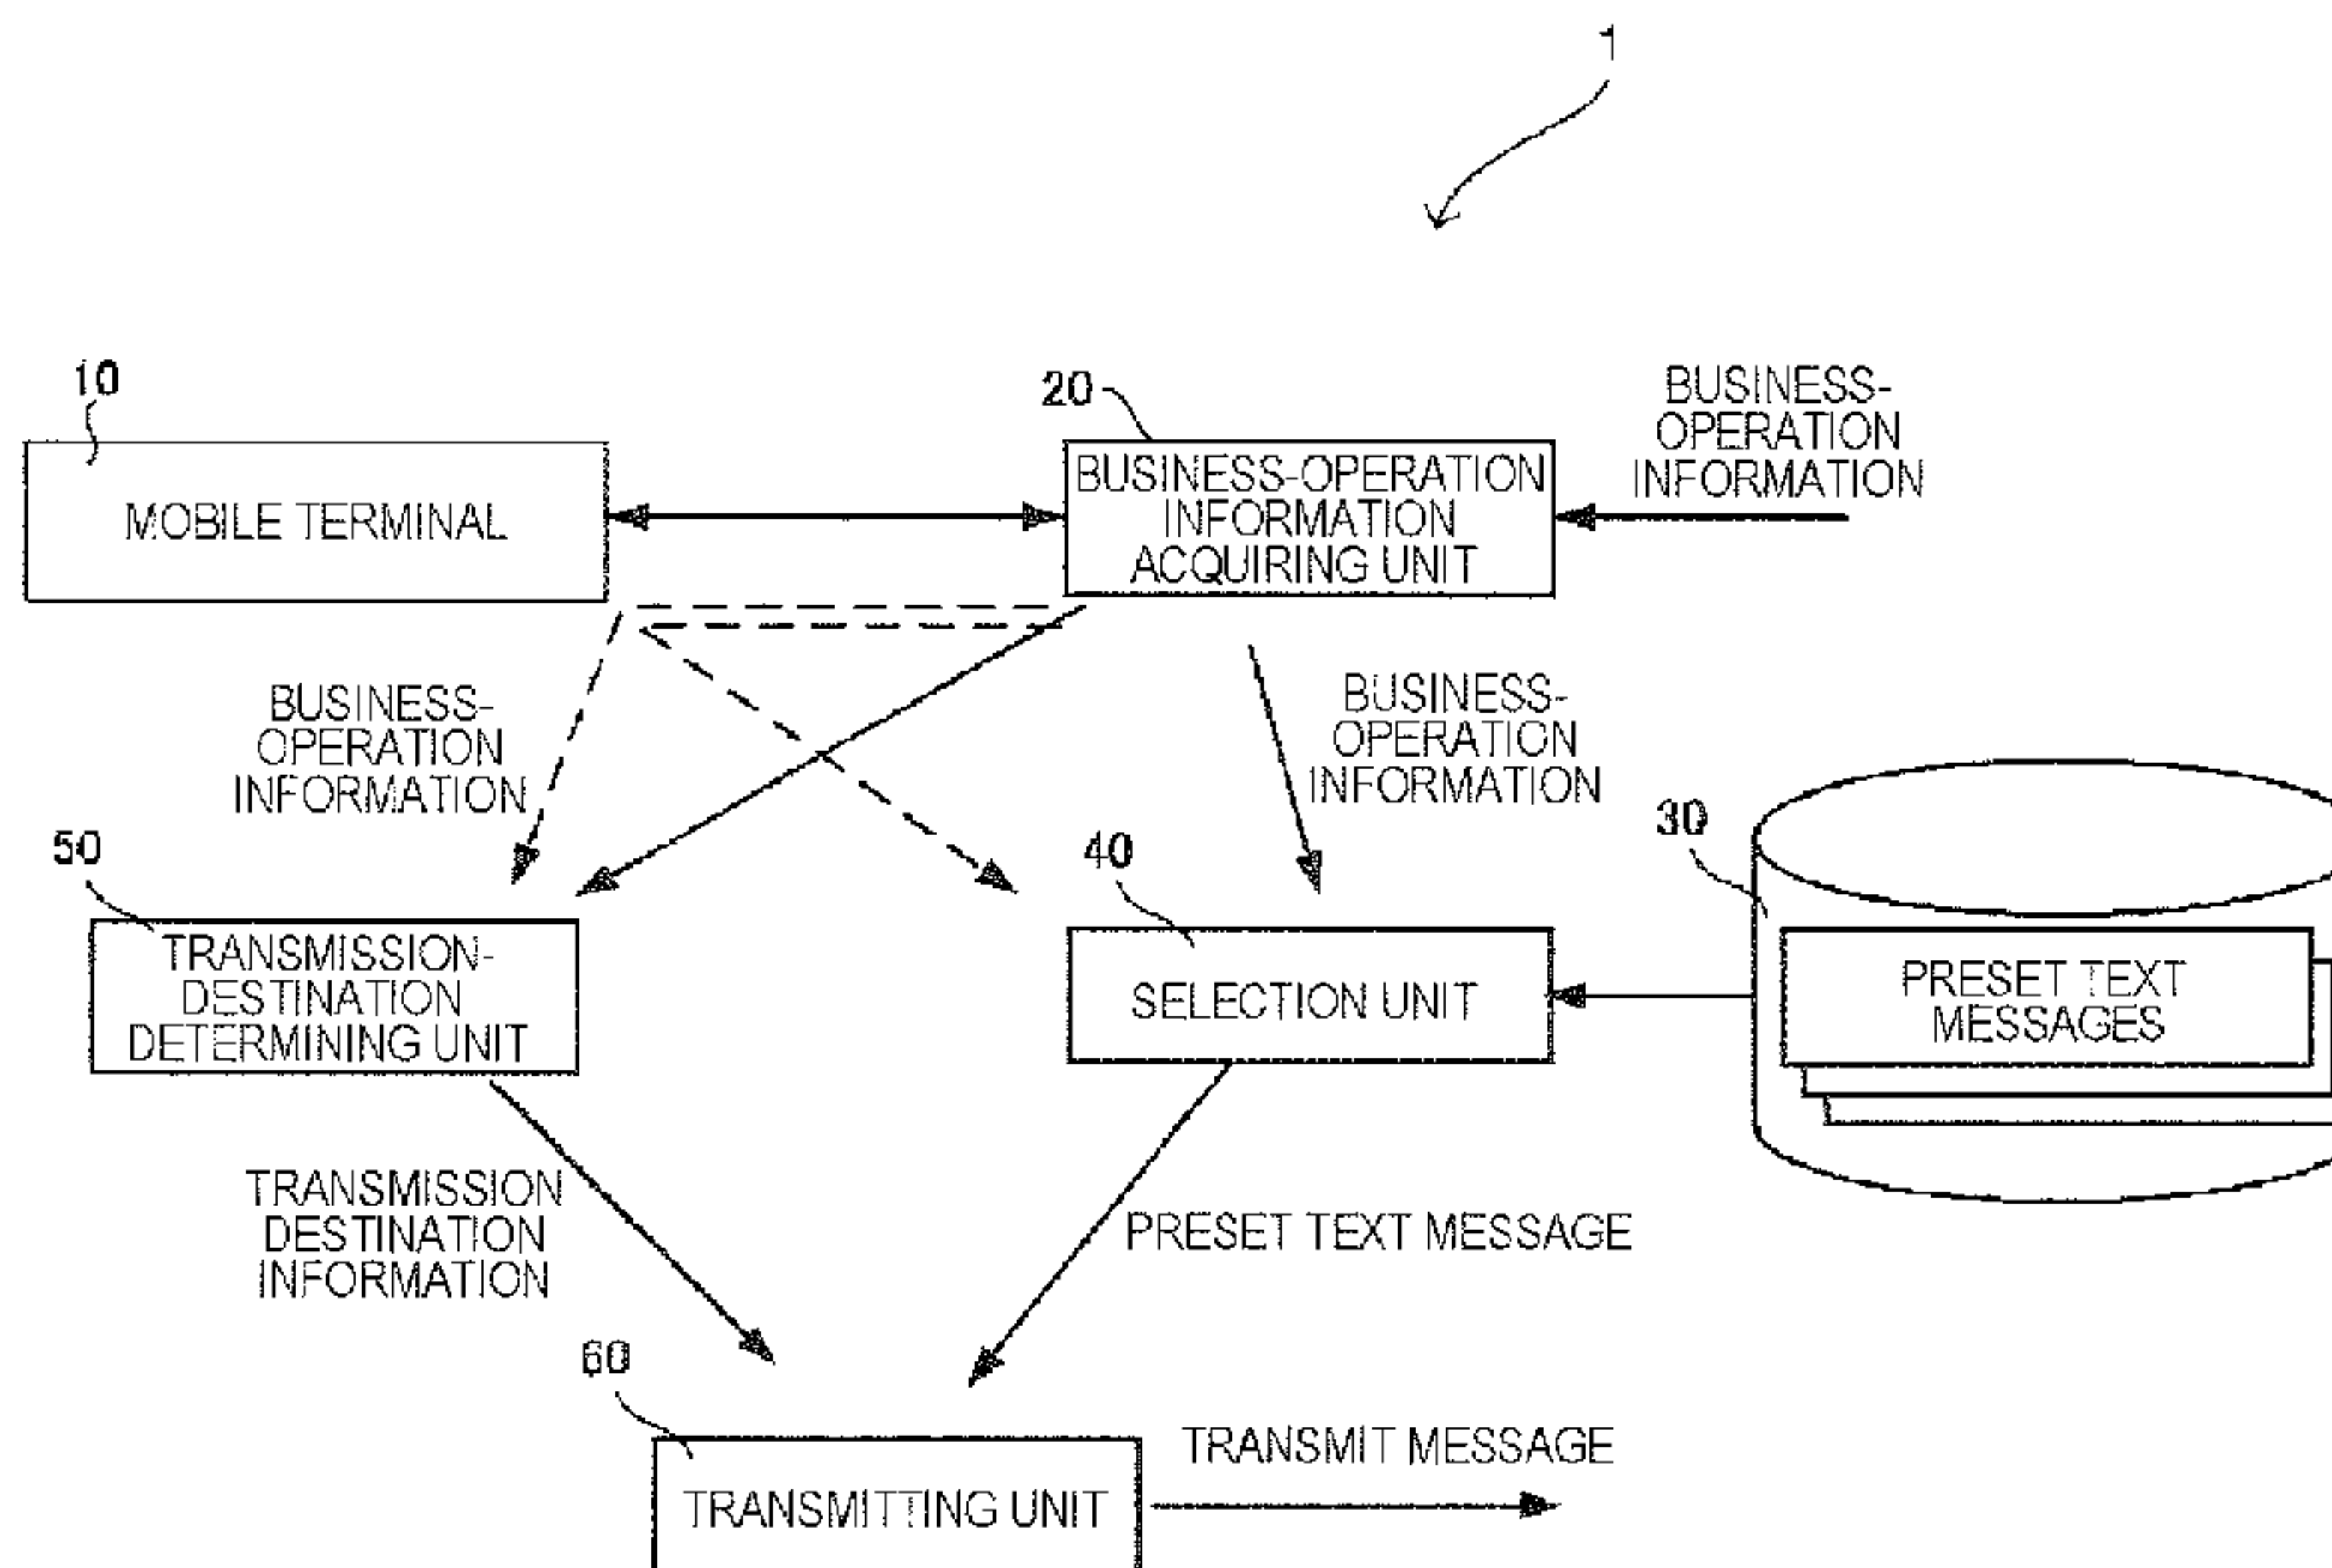 1
10
20
BUSINESS-
OPERATION
INFORMATION
MOBILE TERMINAL
BUSINESS-OPERATION
INFORMATION
ACQUIRING UNIT
BUSINESS-
OPERATION
INFORMATION
BUSINESS-
OPERATION
INFORMATION
50
40
30
TRANSMISSION-
DESTINATION
DETERMINING UNIT
SELECTION UNIT
PRESET TEXT
MESSAGES
TRANSMISSION
DESTINATION
INFORMATION
PRESET TEXT MESSAGE
60
TRANSMITTING UNIT
TRANSMIT MESSAGE